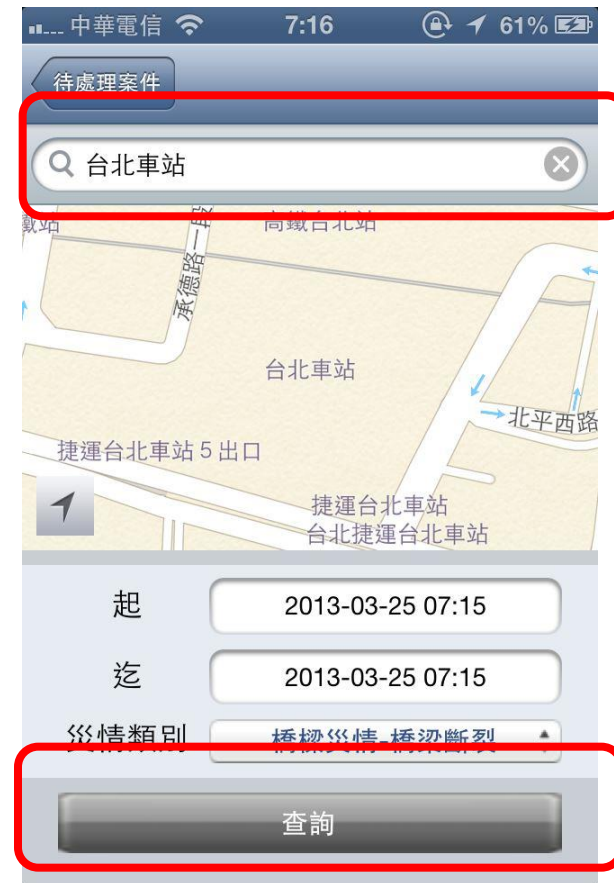 中華電信 7:16 61%
待處理案件
台北車站
鐵站
高鐵台北站
承德路一段
台北車站
北平西路
捷運台北車站 5 出口
捷運台北車站
台北捷運台北車站
起 2013-03-25 07:15
迄 2013-03-25 07:15
災情類別 橋樑災情-橋梁斷裂
查詢